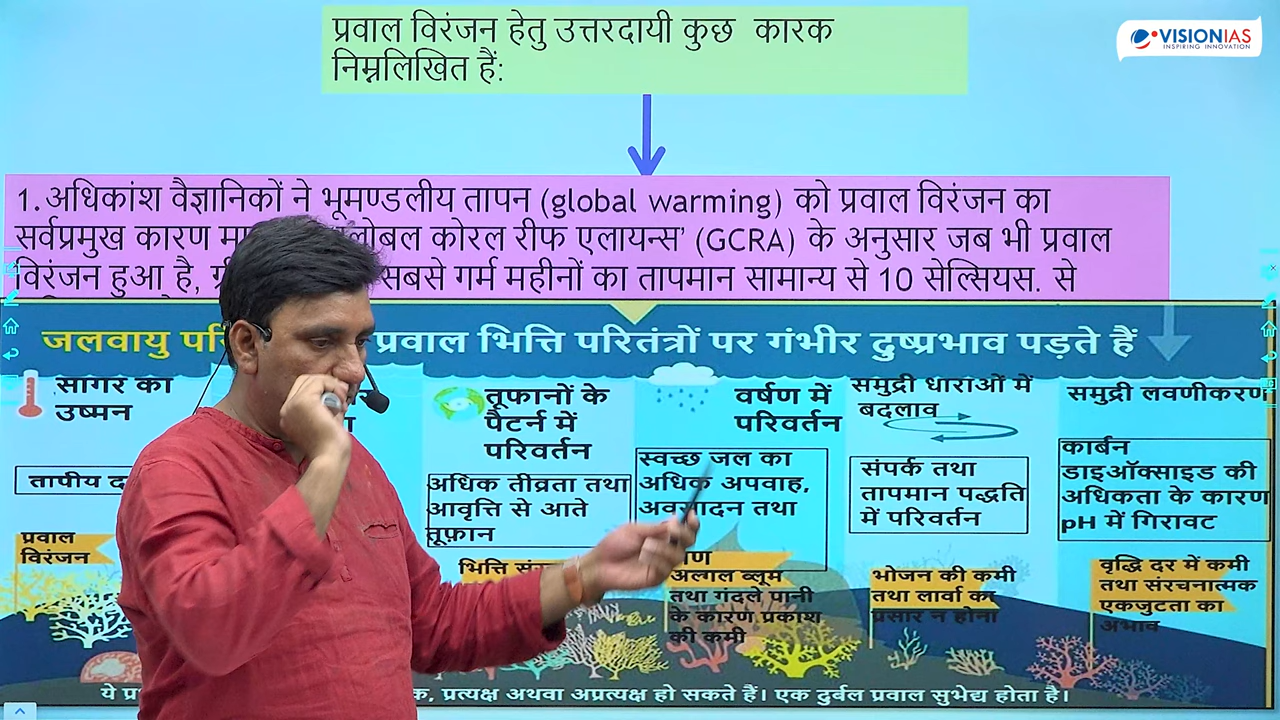 प्रवाल विरंजन हेतु उत्तरदायी कुछ कारक
निम्नलिखित हैं:
VISIONIAS
INSPIRING INNOVATION
1. अधिकांश वैज्ञानिकों ने भूमण्डलीय तापन (global warming) को प्रवाल विरंजन का
सर्वप्रमुख कारण कोरल रीफ एलायन्स’ (GCRA) के अनुसार जब भी प्रवाल
विरंजन हुआ है, सबसे गर्म महीनों का तापमान सामान्य से 10 सेल्सियस. से
जलवायु प्रवाल भित्ति परितंत्रों पर गंभीर दुष्प्रभाव पड़ते हैं
सागर का
उष्मन
तापीय
प्रवाल
विरंजन
तूफानों के
पैटर्न में
परिवर्तन
अधिक तीव्रता तथा
आवृत्ति से आते
तूफ़ान
भित्ति
वर्षण में
परिवर्तन
स्वच्छ जल का
अधिक अपवाह,
अवसादन तथा
अल्गल ब्लूम
तथा गंदले पानी
के कारण प्रकाश
की कमी
समुद्री धाराओं में
बदलाव
संपर्क तथा
तापमान पद्धति
में परिवर्तन
भोजन की कमी
तथा लार्वा का
प्रसार न होना
समुद्री लवणीकरण
कार्बन
डाइऑक्साइड की
अधिकता के कारण
pH में गिरावट
वृद्धि दर में कमी
तथा संरचनात्मक
एकजुटता का
अभाव
ये प्रत्यक्ष अथवा अप्रत्यक्ष हो सकते हैं। एक दुर्बल प्रवाल सुभेद्य होता है।